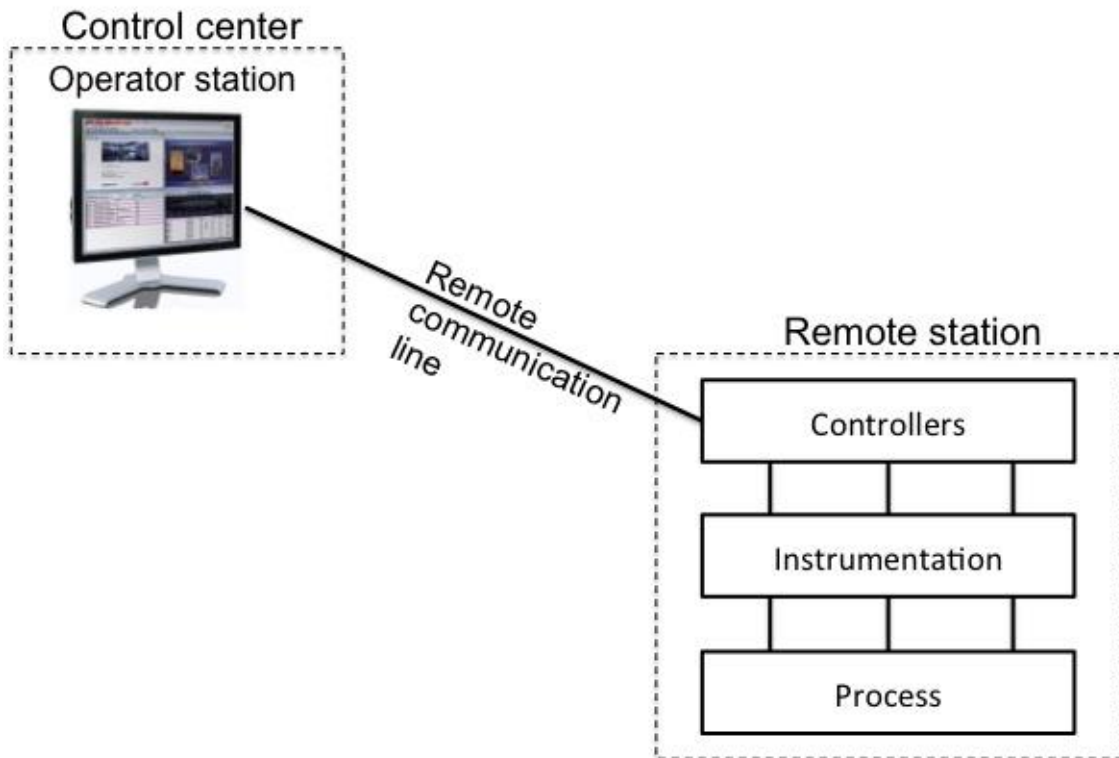 Control center
Operator station
Remote
communication
line
Remote station
Controllers
Instrumentation
Process